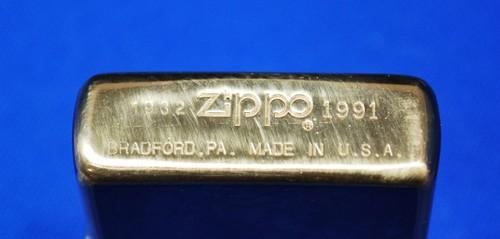 1932 Zippo® 1991
BRADFORD, PA. MADE IN U.S.A.